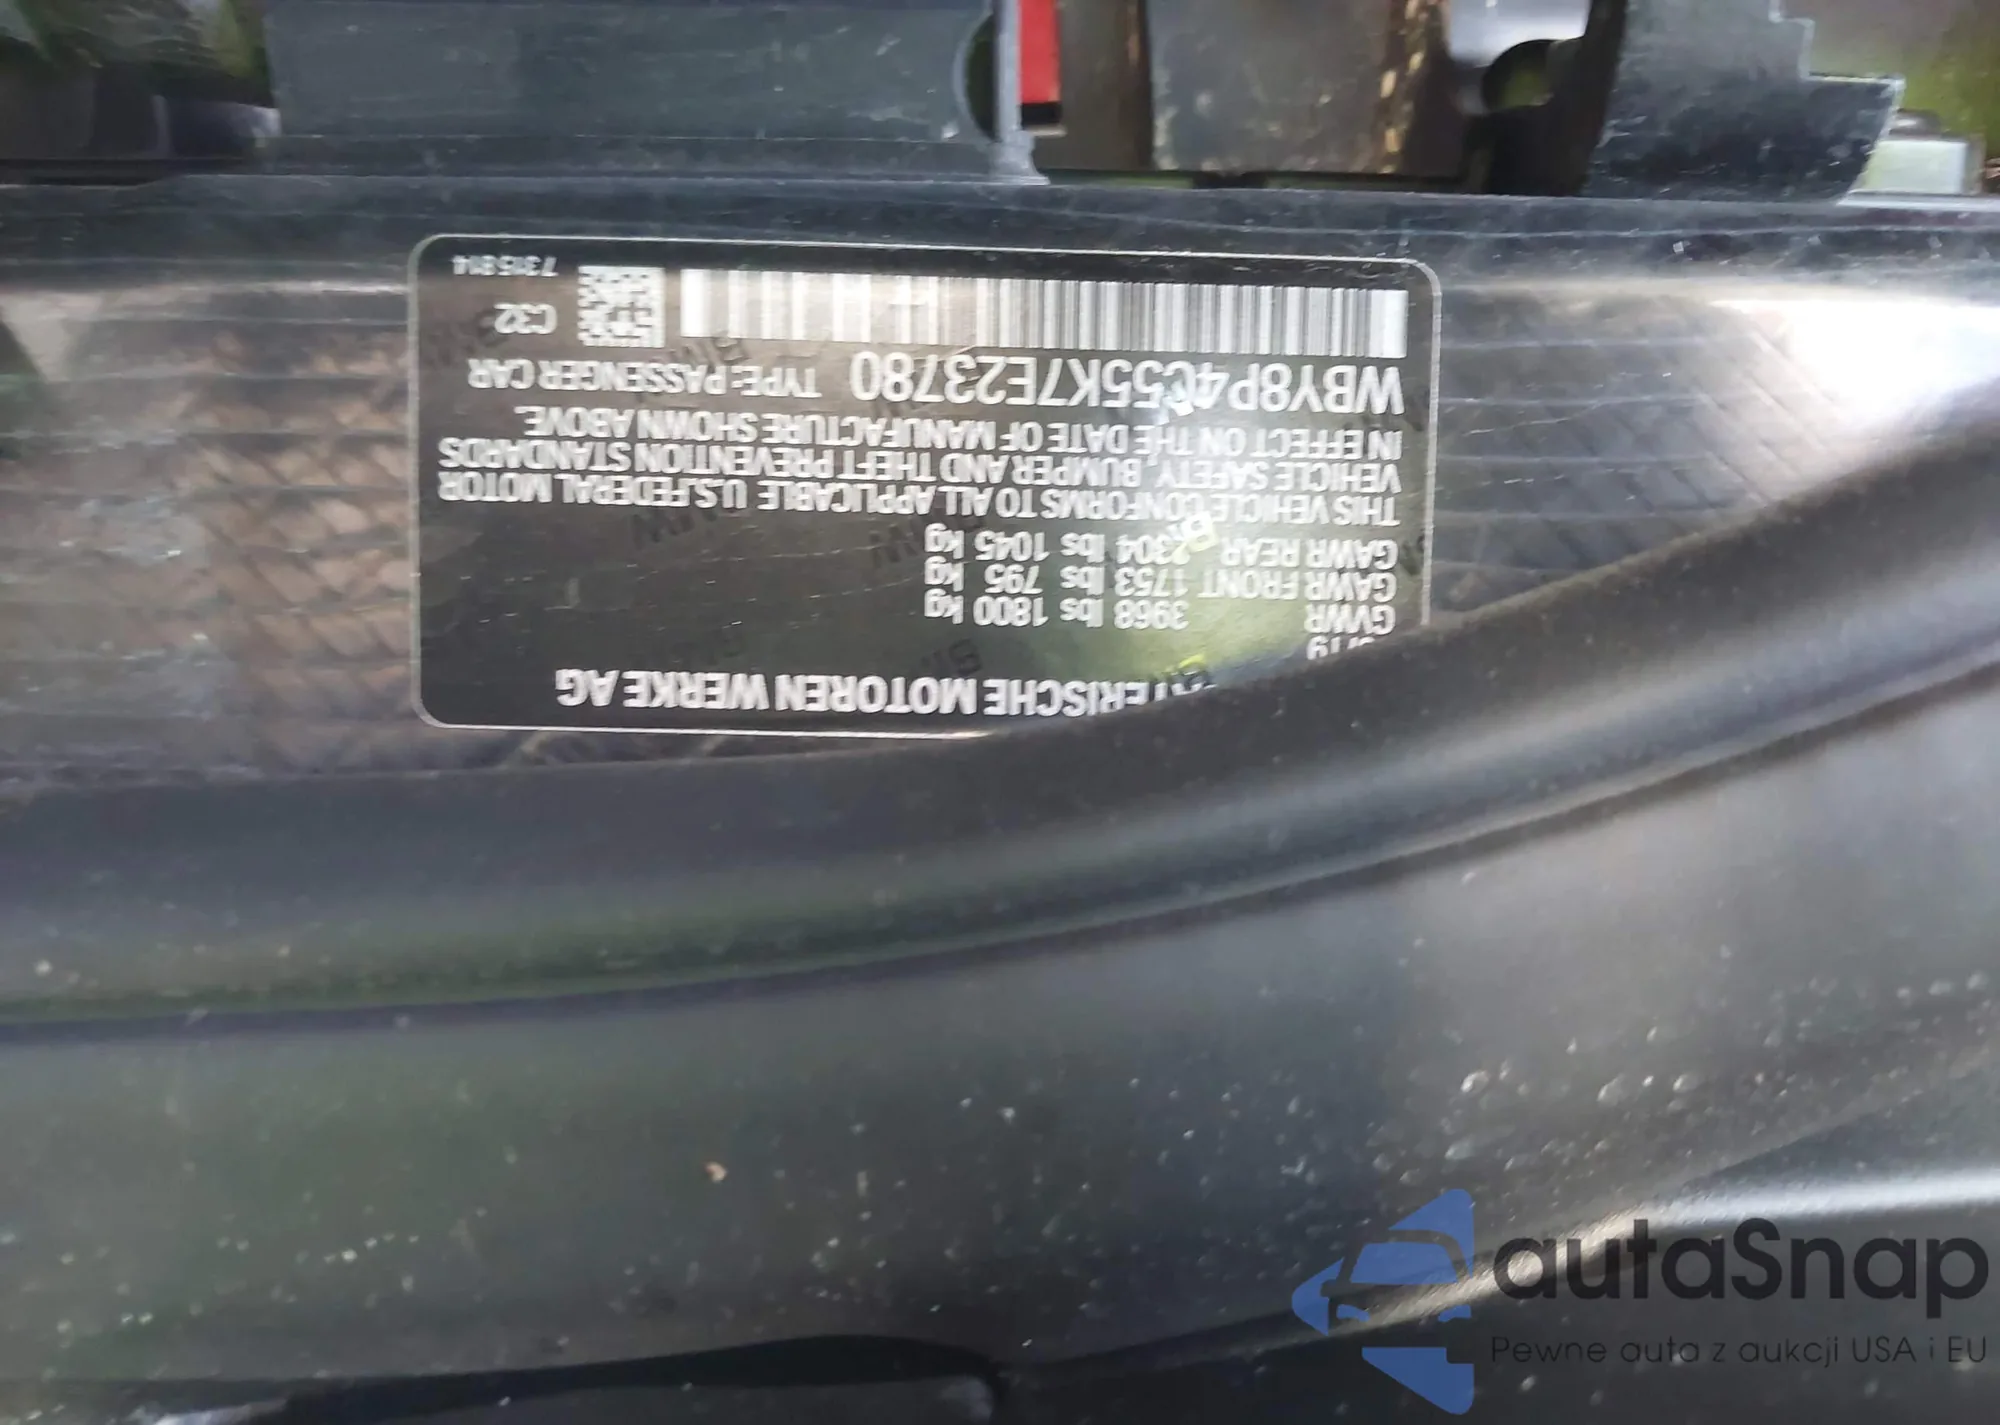 TERISCHE MOTOREN WERKE AG
/19
GVWR 3968 lbs 1800 kg
GAWR FRONT 1753 lbs 795 kg
GAWR REAR 2304 lbs 1045 kg
THIS VEHICLE CONFORMS TO ALL APPLICABLE U.S.FEDERAL MOTOR
VEHICLE SAFETY, BUMPER AND THEFT PREVENTION STANDARDS
IN EFFECT ON THE DATE OF MANUFACTURE SHOWN ABOVE.
WBY8P4C55K7E23780 TYPE: PASSENGER CAR
C32
7315814
autaSnap
Pewne auta z aukcji USA i EU